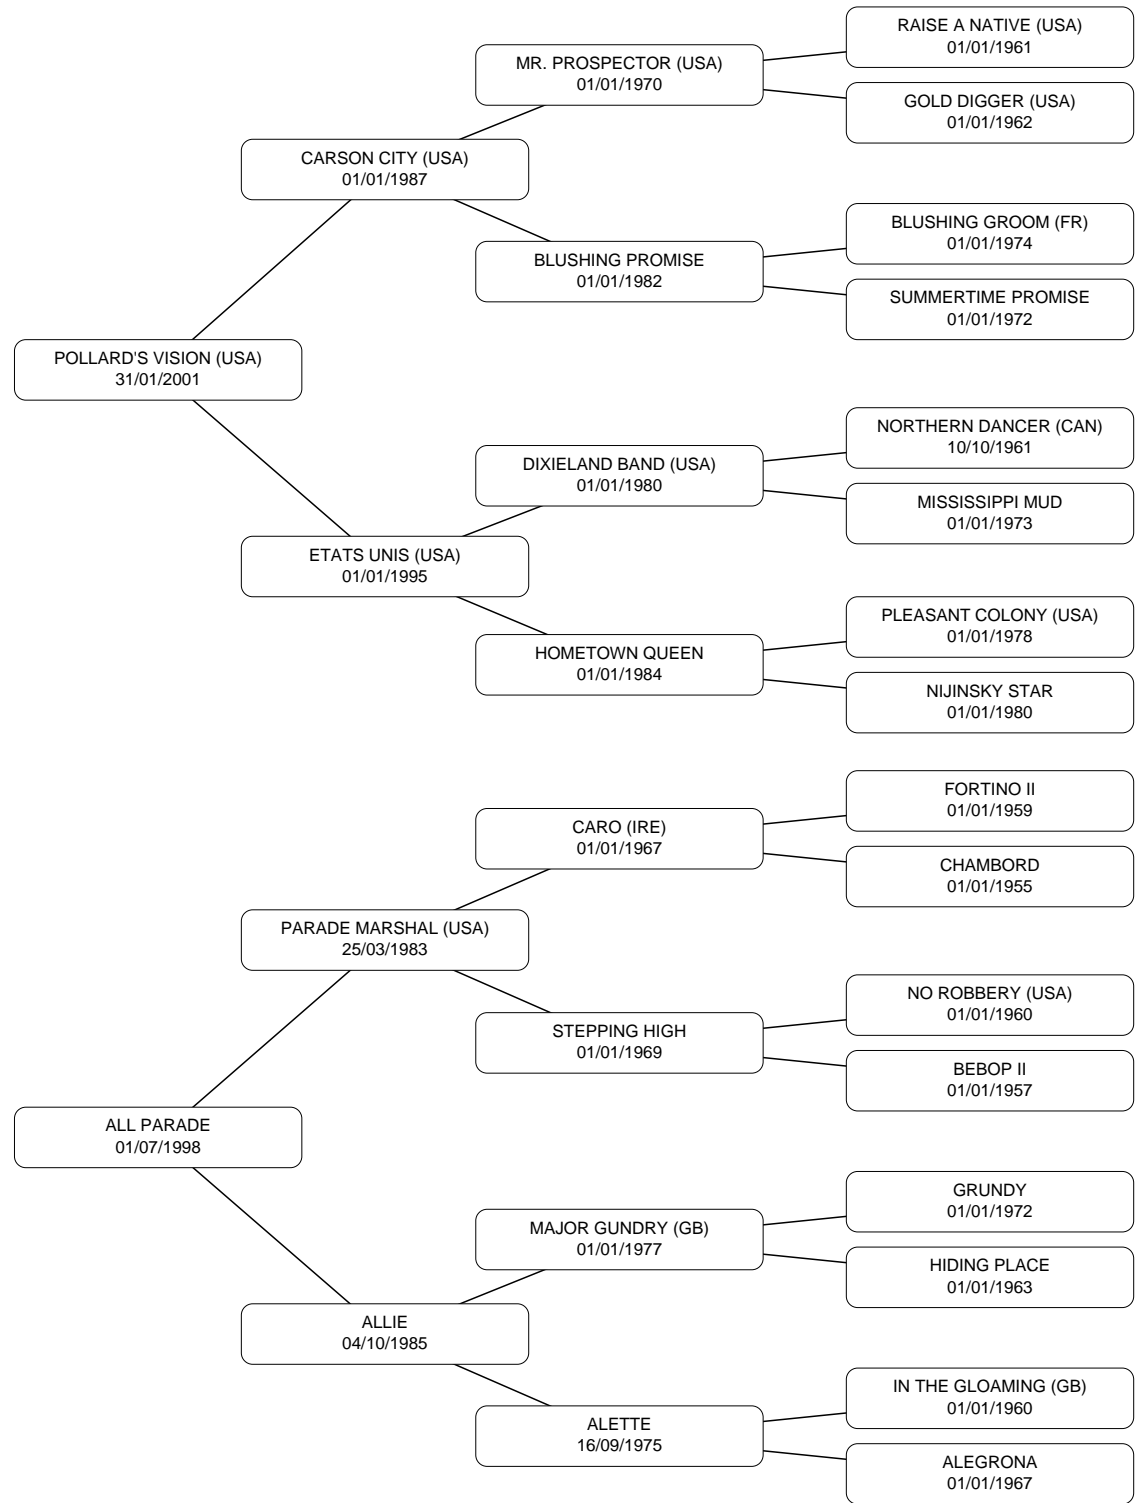 RAISE A NATIVE (USA)
01/01/1961
MR. PROSPECTOR (USA)
01/01/1970
GOLD DIGGER (USA)
01/01/1962
CARSON CITY (USA)
01/01/1987
BLUSHING GROOM (FR)
01/01/1974
BLUSHING PROMISE
01/01/1982
SUMMERTIME PROMISE
01/01/1972
POLLARD'S VISION (USA)
31/01/2001
NORTHERN DANCER (CAN)
10/10/1961
DIXIELAND BAND (USA)
01/01/1980
MISSISSIPPI MUD
01/01/1973
ETATS UNIS (USA)
01/01/1995
PLEASANT COLONY (USA)
01/01/1978
HOMETOWN QUEEN
01/01/1984
NIJINSKY STAR
01/01/1980
FORTINO II
01/01/1959
CARO (IRE)
01/01/1967
CHAMBORD
01/01/1955
PARADE MARSHAL (USA)
25/03/1983
NO ROBBERY (USA)
01/01/1960
STEPPING HIGH
01/01/1969
BEBOP II
01/01/1957
ALL PARADE
01/07/1998
GRUNDY
01/01/1972
MAJOR GUNDRY (GB)
01/01/1977
HIDING PLACE
01/01/1963
ALLIE
04/10/1985
IN THE GLOAMING (GB)
01/01/1960
ALETTE
16/09/1975
ALEGRONA
01/01/1967